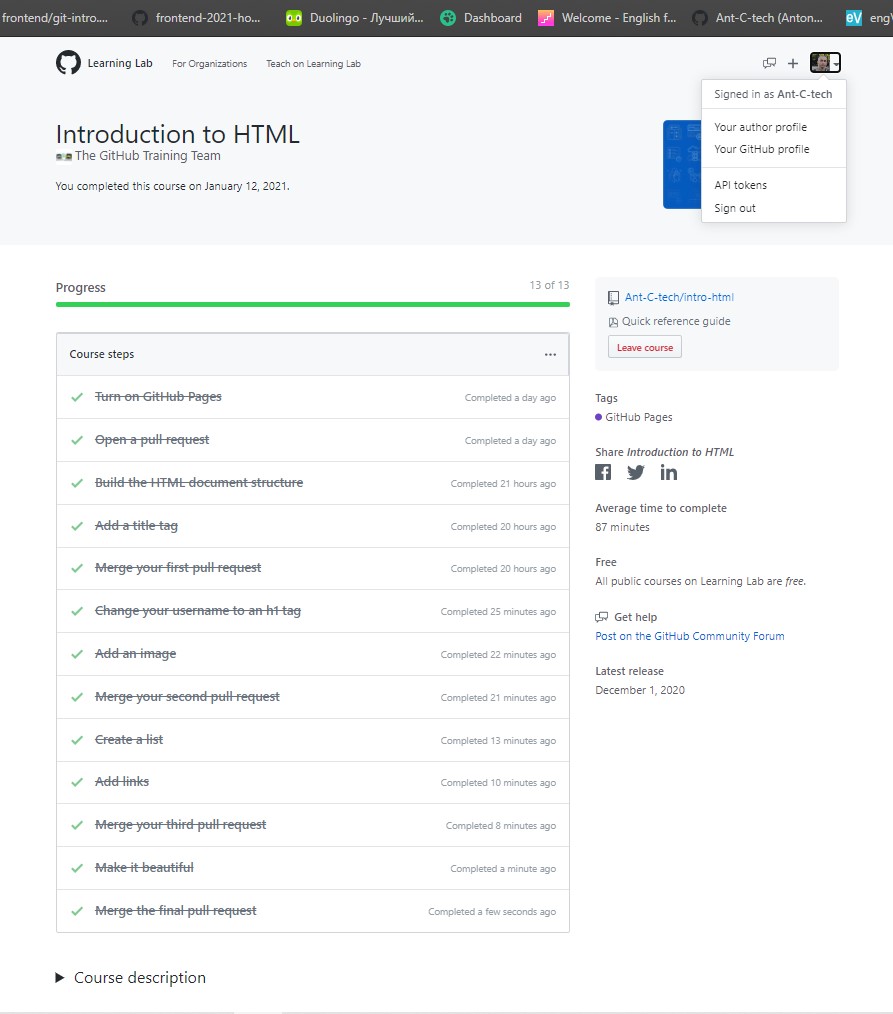 frontend/git-intro....
frontend-2021-ho...
Duolingo - Лучший...
Dashboard
Welcome - English f...
Ant-C-tech (Anton...
eV
Learning Lab
For Organizations
Teach on Learning Lab
Signed in as Ant-C-tech
Your author profile
Your GitHub profile
API tokens
Sign out
Introduction to HTML
The GitHub Training Team
You completed this course on January 12, 2021.
Progress
13 of 13
Course steps
...
Turn on GitHub Pages
Completed a day ago
Open a pull request
Completed a day ago
Build the HTML document structure
Completed 21 hours ago
Add a title tag
Completed 20 hours ago
Merge your first pull request
Completed 20 hours ago
Change your username to an h1 tag
Completed 25 minutes ago
Add an image
Completed 22 minutes ago
Merge your second pull request
Completed 21 minutes ago
Create a list
Completed 13 minutes ago
Add links
Completed 10 minutes ago
Merge your third pull request
Completed 8 minutes ago
Make it beautiful
Completed a minute ago
Merge the final pull request
Completed a few seconds ago
Course description
Ant-C-tech/intro-html
Quick reference guide
Leave course
Tags
GitHub Pages
Share Introduction to HTML
Average time to complete
87 minutes
Free
All public courses on Learning Lab are free.
Get help
Post on the GitHub Community Forum
Latest release
December 1, 2020